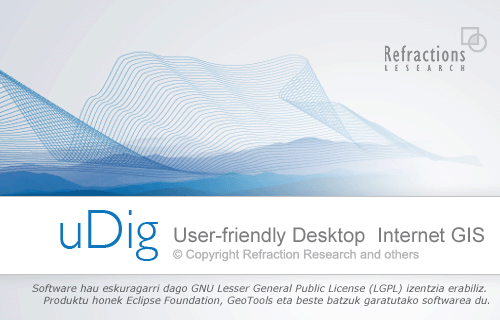 Refractions
RESEARCH
uDig User-friendly Desktop Internet GIS
© Copyright Refraction Research and others
Software hau eskuragarri dago GNU Lesser General Public License (LGPL) izentzia erabiliz.
Produktu honek Eclipse Foundation, GeoTools eta beste batzuk garatutako softwarea du.